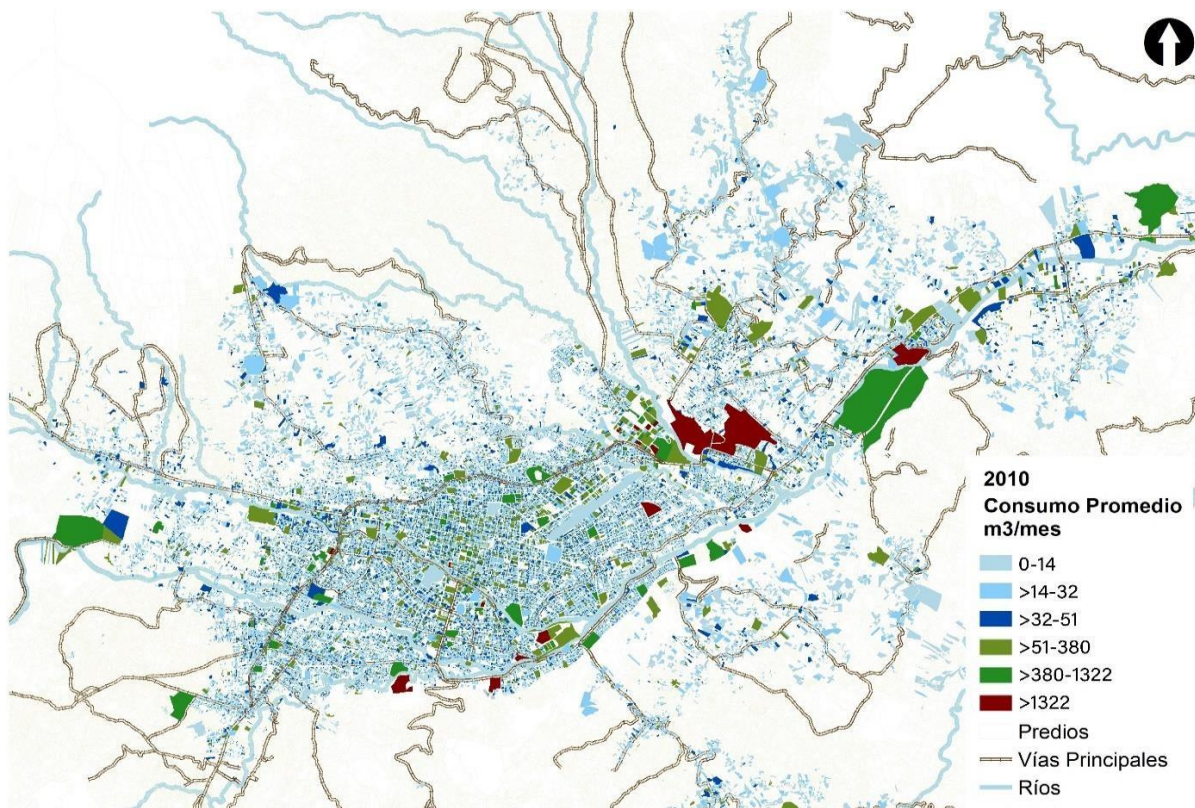 2010
Consumo Promedio
m3/mes
0-14
>14-32
>32-51
>51-380
>380-1322
>1322
Predios
Vías Principales
Ríos